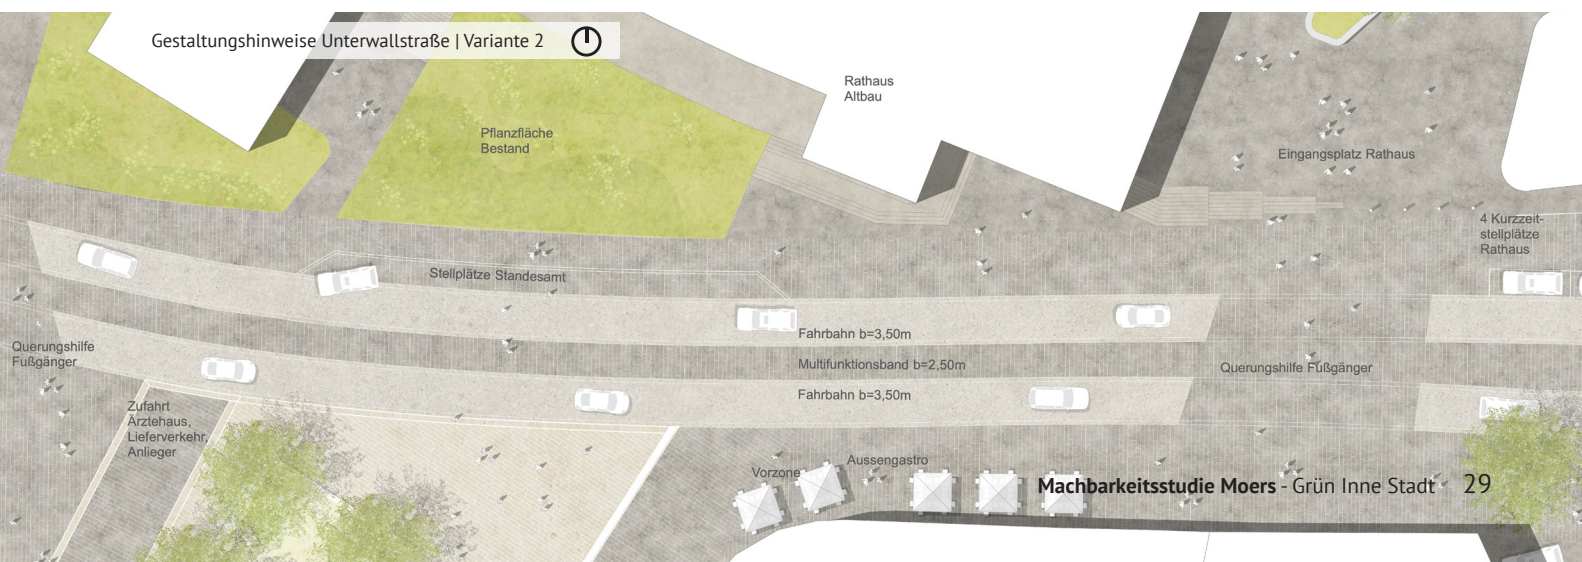 Gestaltungshinweise Unterwallstraße | Variante 2
Rathaus
Altbau
Pflanzfläche
Bestand
Eingangsplatz Rathaus
4 Kurzzeit-
stellplätze
Rathaus
Stellplätze Standesamt
Fahrbahn b=3,50m
Querungshilfe
Fußgänger
Multifunktionsband b=2,50m
Querungshilfe Fußgänger
Fahrbahn b=3,50m
Zufahrt
Ärztehaus,
Lieferverkehr,
Anlieger
Vorzone
Aussengastro
Machbarkeitsstudie Moers - Grün Inne Stadt 29